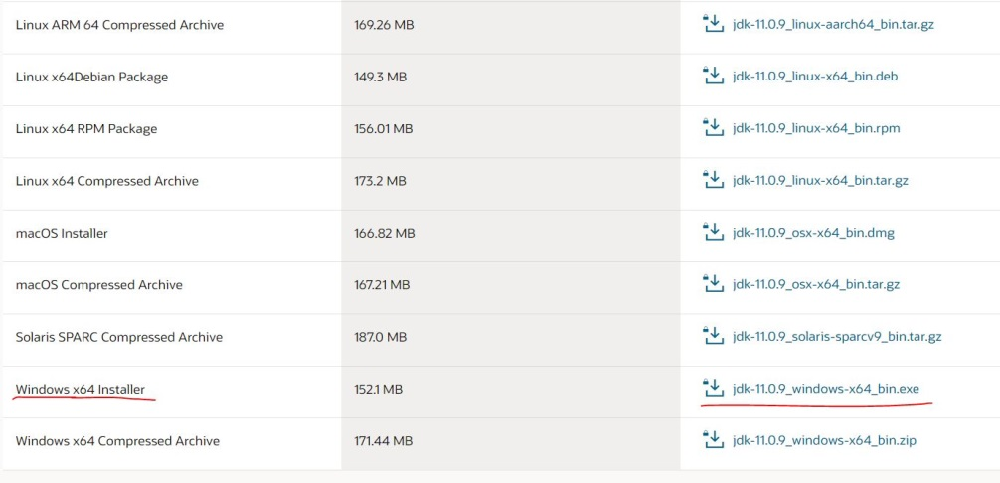 Linux ARM 64 Compressed Archive 169.26 MB jdk-11.0.9_linux-aarch64_bin.tar.gz
Linux x64Debian Package 149.3 MB jdk-11.0.9_linux-x64_bin.deb
Linux x64 RPM Package 156.01 MB jdk-11.0.9_linux-x64_bin.rpm
Linux x64 Compressed Archive 173.2 MB jdk-11.0.9_linux-x64_bin.tar.gz
macOS Installer 166.82 MB jdk-11.0.9_osx-x64_bin.dmg
macOS Compressed Archive 167.21 MB jdk-11.0.9_osx-x64_bin.tar.gz
Solaris SPARC Compressed Archive 187.0 MB jdk-11.0.9_solaris-sparcv9_bin.tar.gz
Windows x64 Installer 152.1 MB jdk-11.0.9_windows-x64_bin.exe
Windows x64 Compressed Archive 171.44 MB jdk-11.0.9_windows-x64_bin.zip